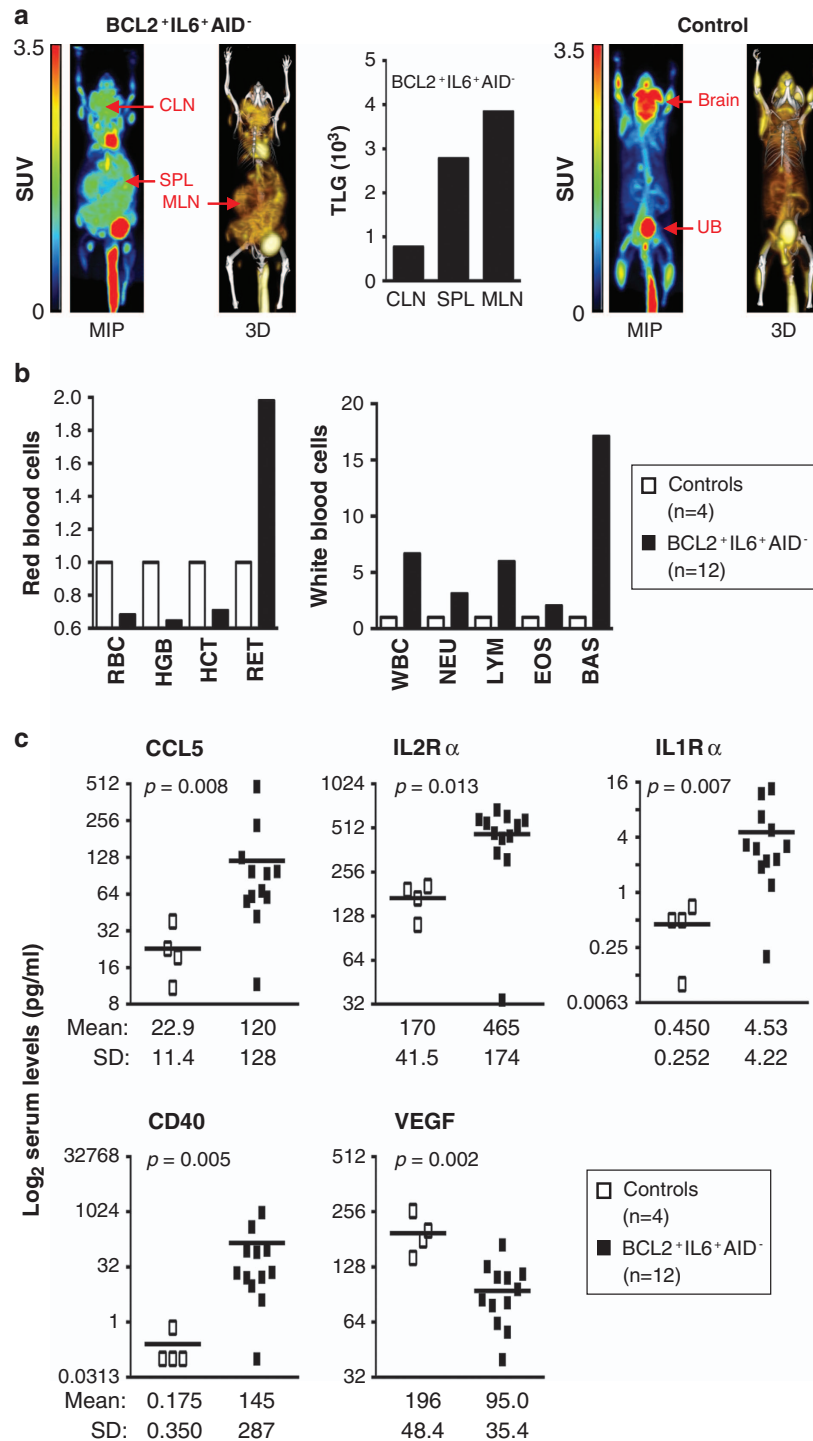 a
BCL2+IL6+AID-
Control
3.5
SUV
0
CLN
SPL
MLN
MIP
3D
TLG (10³)
5
4
3
2
1
0
BCL2+IL6+AID-
CLN SPL MLN
3.5
SUV
0
Brain
UB
MIP
3D
b
Red blood cells
2.0
1.8
1.6
1.4
1.2
1.0
0.8
0.6
RBC
HGB
HCT
RET
White blood cells
20
15
10
5
0
WBC
NEU
LYM
EOS
BAS
Controls
(n=4)
BCL2+IL6+AID-
(n=12)
c
Log₂ serum levels (pg/ml)
CCL5
p = 0.008
512
256
128
64
32
16
8
Mean: 22.9 120
SD: 11.4 128
IL2R α
p = 0.013
1024
512
256
128
64
32
170 465
41.5 174
IL1R α
p = 0.007
16
4
1
0.25
0.0063
0.450 4.53
0.252 4.22
CD40
p = 0.005
32768
1024
32
1
0.0313
Mean: 0.175 145
SD: 0.350 287
VEGF
p = 0.002
512
256
128
64
32
196 95.0
48.4 35.4
Controls
(n=4)
BCL2+IL6+AID-
(n=12)